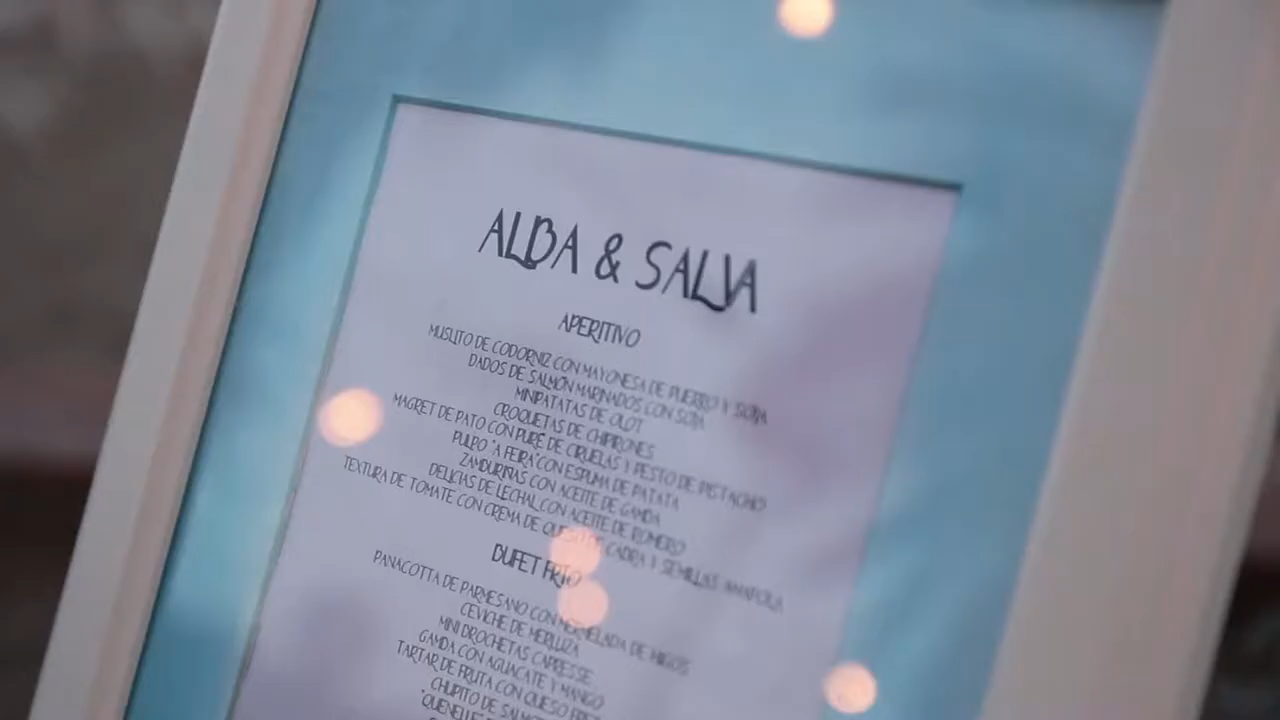 ALBA & SALVA
APERITIVO
MUSLITO DE CODORNIZ CON MAYONESA DE PUERRO Y SOJA
DADOS DE SALMÓN MARINADOS CON SOJA
MINIPATATAS DE OLOT
CROQUETAS DE CHIPIRONES
MAGRET DE PATO CON PURÉ DE CIRUELAS Y PESTO DE PISTACHO
PULPO "A FEIRA" CON ESPUMA DE PATATA
ZAMBURIÑAS CON ACEITE DE GAMBA
DELICIAS DE LECHAL CON ACEITE DE ROMERO
TEXTURA DE TOMATE CON CREMA DE QUESO DE CABRA Y SEMILLAS AMAPOLA
BUFET FRIO
PANACOTTA DE PARMESANO CON MERMELADA DE HIGOS
CEVICHE DE MERLUZA
MINI BROCHETAS CAPRESSE
GAMBA CON AGUACATE Y MANGO
TARTAR DE FRUTA CON QUESO
CHUPITO DE
"QUENELLE"